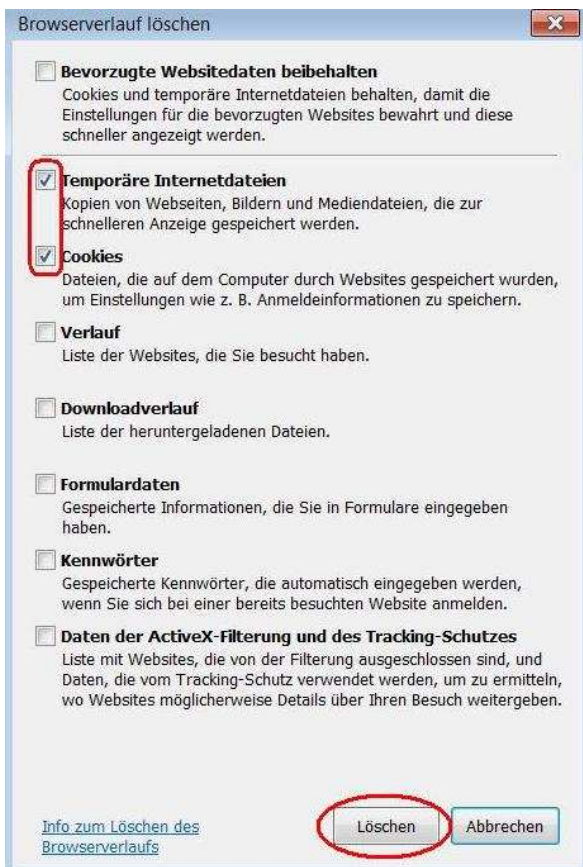 Browserverlauf löschen
Bevorzugte Websitedaten beibehalten
Cookies und temporäre Internetdateien behalten, damit die
Einstellungen für die bevorzugten Websites bewahrt und diese
schneller angezeigt werden.
Temporäre Internetdateien
Kopien von Webseiten, Bildern und Mediendateien, die zur
schnelleren Anzeige gespeichert werden.
Cookies
Dateien, die auf dem Computer durch Websites gespeichert wurden,
um Einstellungen wie z. B. Anmeldeinformationen zu speichern.
Verlauf
Liste der Websites, die Sie besucht haben.
Downloadverlauf
Liste der heruntergeladenen Dateien.
Formulardaten
Gespeicherte Informationen, die Sie in Formulare eingegeben
haben.
Kennwörter
Gespeicherte Kennwörter, die automatisch eingegeben werden,
wenn Sie sich bei einer bereits besuchten Website anmelden.
Daten der ActiveX-Filterung und des Tracking-Schutzes
Liste mit Websites, die von der Filterung ausgeschlossen sind, und
Daten, die vom Tracking-Schutz verwendet werden, um zu ermitteln,
wo Websites möglicherweise Details über Ihren Besuch weitergeben.
Info zum Löschen des
Browserverlaufs
Löschen
Abbrechen